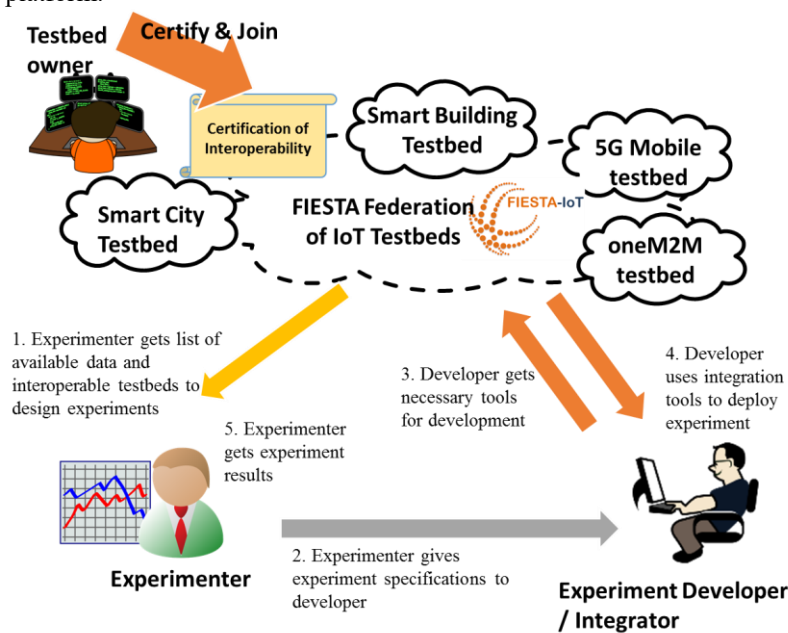 platform.
Testbed
owner
Certify & Join
Certification of
Interoperability
Smart Building
Testbed
5G Mobile
testbed
Smart City
Testbed
FIESTA Federation
of IoT Testbeds
FIESTA-IoT
oneM2M
testbed
1. Experimenter gets list of
available data and
interoperable testbeds to
design experiments
3. Developer gets
necessary tools
for development
4. Developer
uses integration
tools to deploy
experiment
5. Experimenter
gets experiment
results
2. Experimenter gives
experiment specifications to
developer
Experimenter
Experiment Developer
/ Integrator